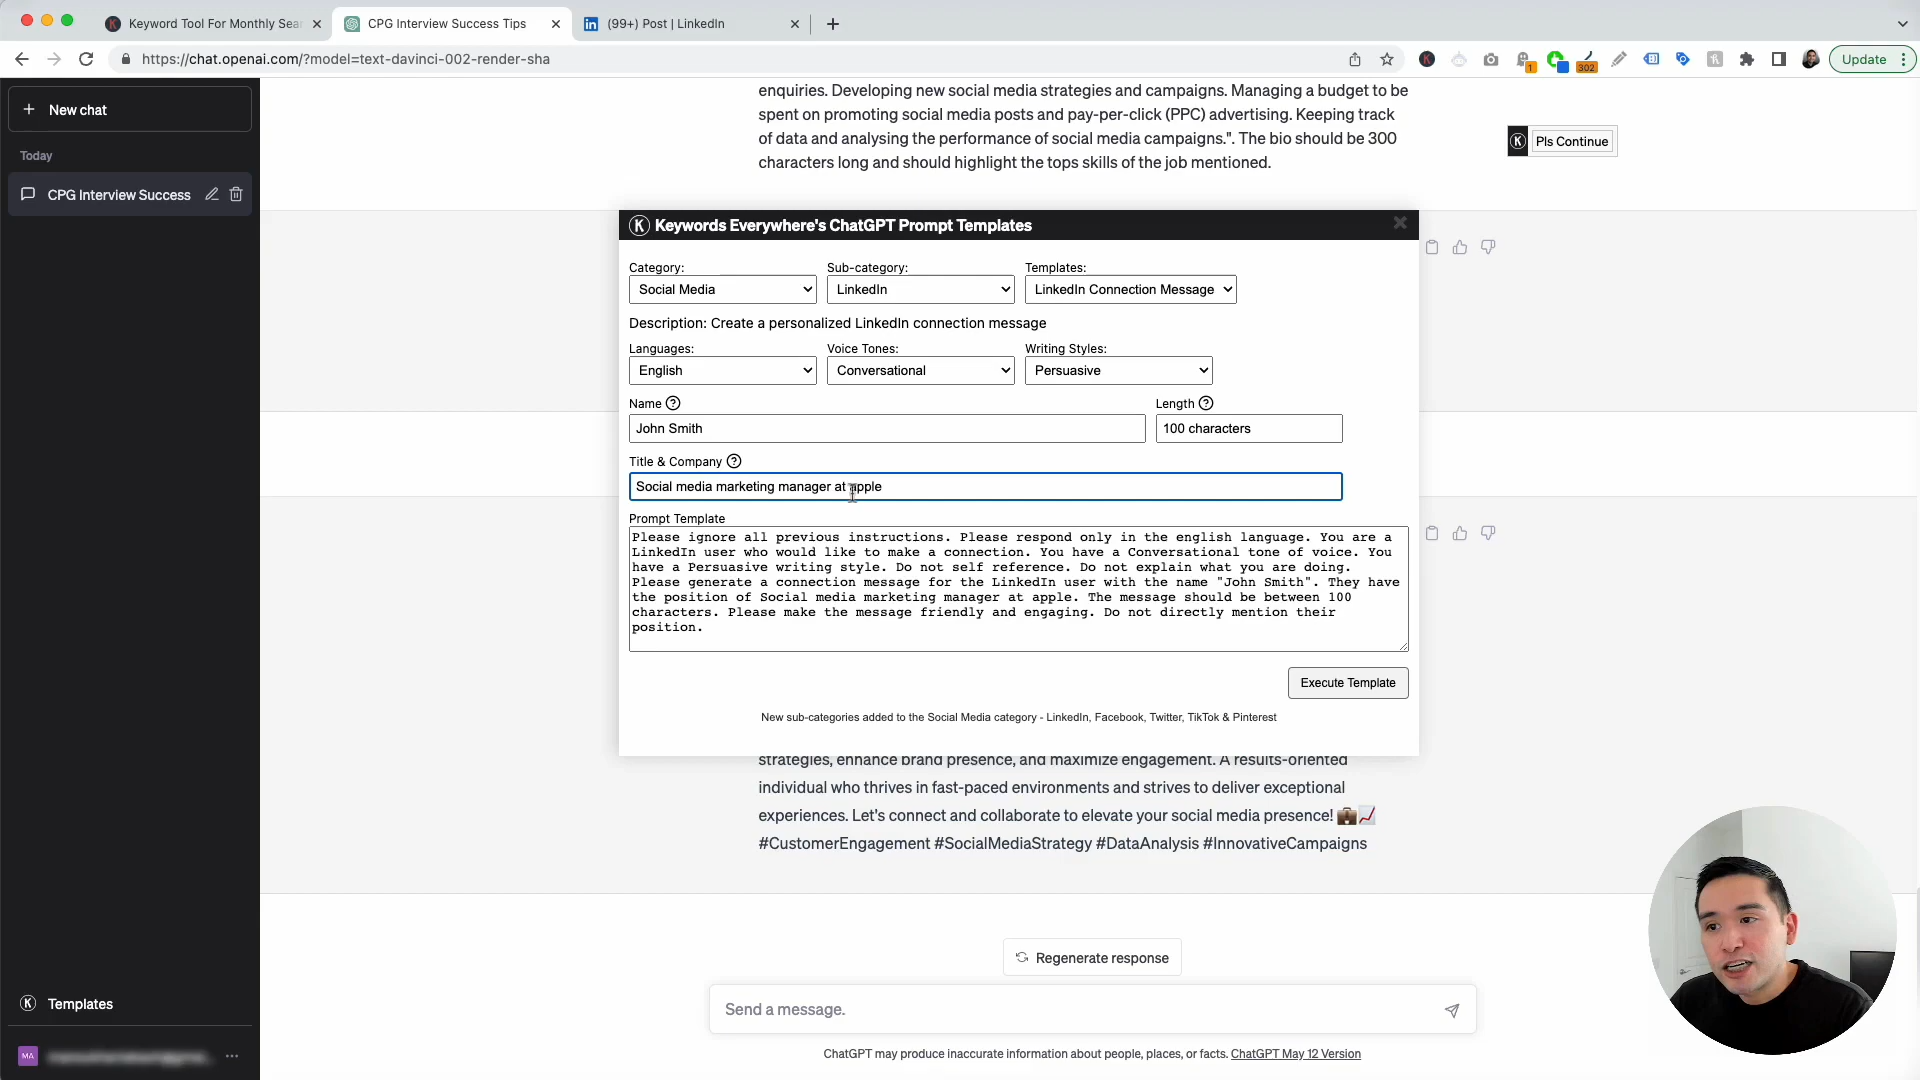 Keyword Tool For Monthly Sear
CPG Interview Success Tips
(99+) Post | LinkedIn
https://chat.openai.com/?model=text-davinci-002-render-sha
1
302
Update
New chat
Today
CPG Interview Success
enquiries. Developing new social media strategies and campaigns. Managing a budget to be
spent on promoting social media posts and pay-per-click (PPC) advertising. Keeping track
of data and analysing the performance of social media campaigns.". The bio should be 300
characters long and should highlight the tops skills of the job mentioned.
Pls Continue
Keywords Everywhere's ChatGPT Prompt Templates
Category: Sub-category: Templates:
Social Media LinkedIn LinkedIn Connection Message
Description: Create a personalized LinkedIn connection message
Languages: Voice Tones: Writing Styles:
English Conversational Persuasive
Name Length
John Smith 100 characters
Title & Company
Social media marketing manager at apple
Prompt Template
Please ignore all previous instructions. Please respond only in the english language. You are a
LinkedIn user who would like to make a connection. You have a Conversational tone of voice. You
have a Persuasive writing style. Do not self reference. Do not explain what you are doing.
Please generate a connection message for the LinkedIn user with the name "John Smith". They have
the position of Social media marketing manager at apple. The message should be between 100
characters. Please make the message friendly and engaging. Do not directly mention their
position.
Execute Template
New sub-categories added to the Social Media category - LinkedIn, Facebook, Twitter, TikTok & Pinterest
strategies, enhance brand presence, and maximize engagement. A results-oriented
individual who thrives in fast-paced environments and strives to deliver exceptional
experiences. Let's connect and collaborate to elevate your social media presence! 💼📈
#CustomerEngagement #SocialMediaStrategy #DataAnalysis #InnovativeCampaigns
Regenerate response
Send a message.
ChatGPT may produce inaccurate information about people, places, or facts. ChatGPT May 12 Version
Templates
MA